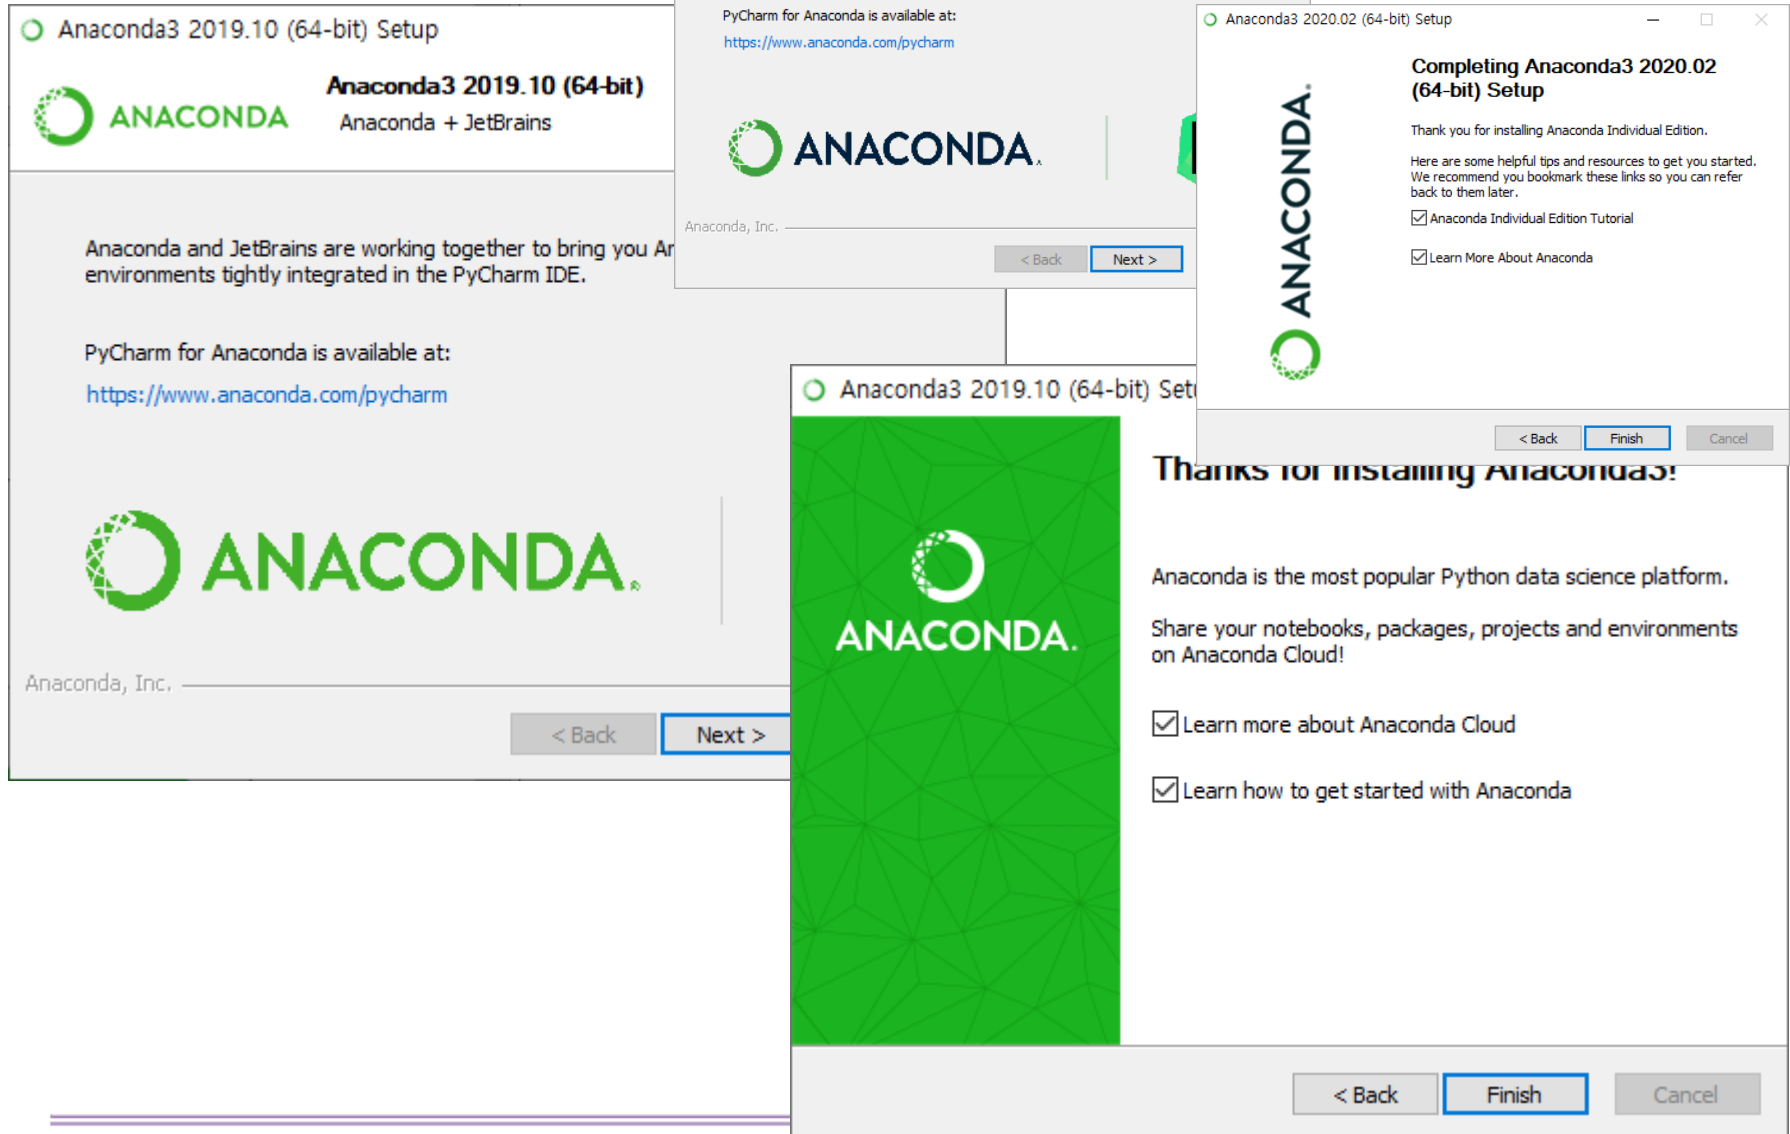 Anaconda3 2019.10 (64-bit) Setup
ANACONDA
Anaconda3 2019.10 (64-bit)
Anaconda + JetBrains
Anaconda and JetBrains are working together to bring you Ar
environments tightly integrated in the PyCharm IDE.
PyCharm for Anaconda is available at:
https://www.anaconda.com/pycharm
ANACONDA®
Anaconda, Inc.
< Back
Next >
PyCharm for Anaconda is available at:
https://www.anaconda.com/pycharm
ANACONDA.
Anaconda, Inc.
< Back
Next >
Anaconda3 2020.02 (64-bit) Setup
ANACONDA.
Completing Anaconda3 2020.02
(64-bit) Setup
Thank you for installing Anaconda Individual Edition.
Here are some helpful tips and resources to get you started.
We recommend you bookmark these links so you can refer
back to them later.
Anaconda Individual Edition Tutorial
Learn More About Anaconda
< Back
Finish
Cancel
Anaconda3 2019.10 (64-bit) Set
ANACONDA.
Thanks for installing Anaconda3!
Anaconda is the most popular Python data science platform.
Share your notebooks, packages, projects and environments
on Anaconda Cloud!
Learn more about Anaconda Cloud
Learn how to get started with Anaconda
< Back
Finish
Cancel